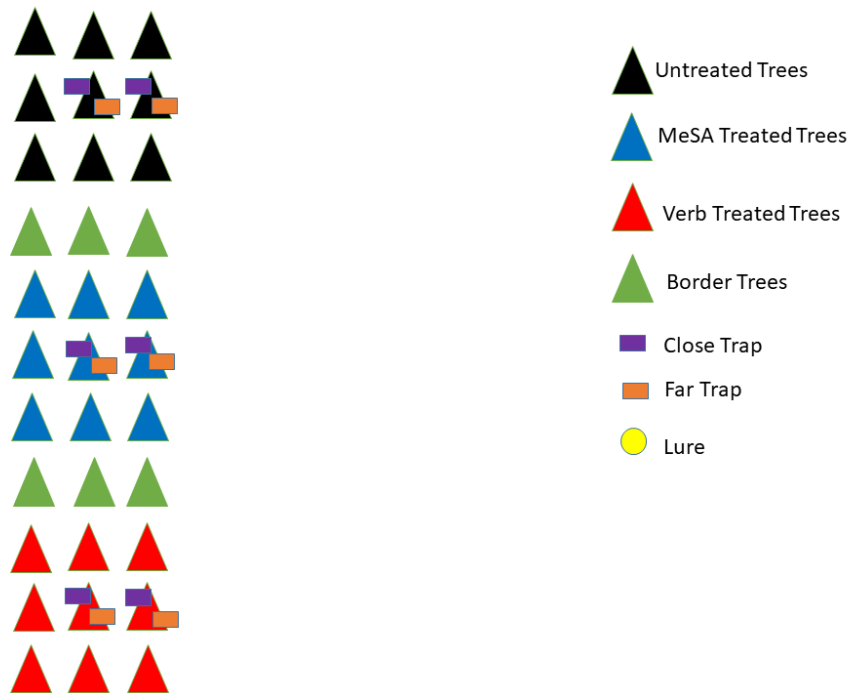 Untreated Trees
MeSA Treated Trees
Verb Treated Trees
Border Trees
Close Trap
Far Trap
Lure